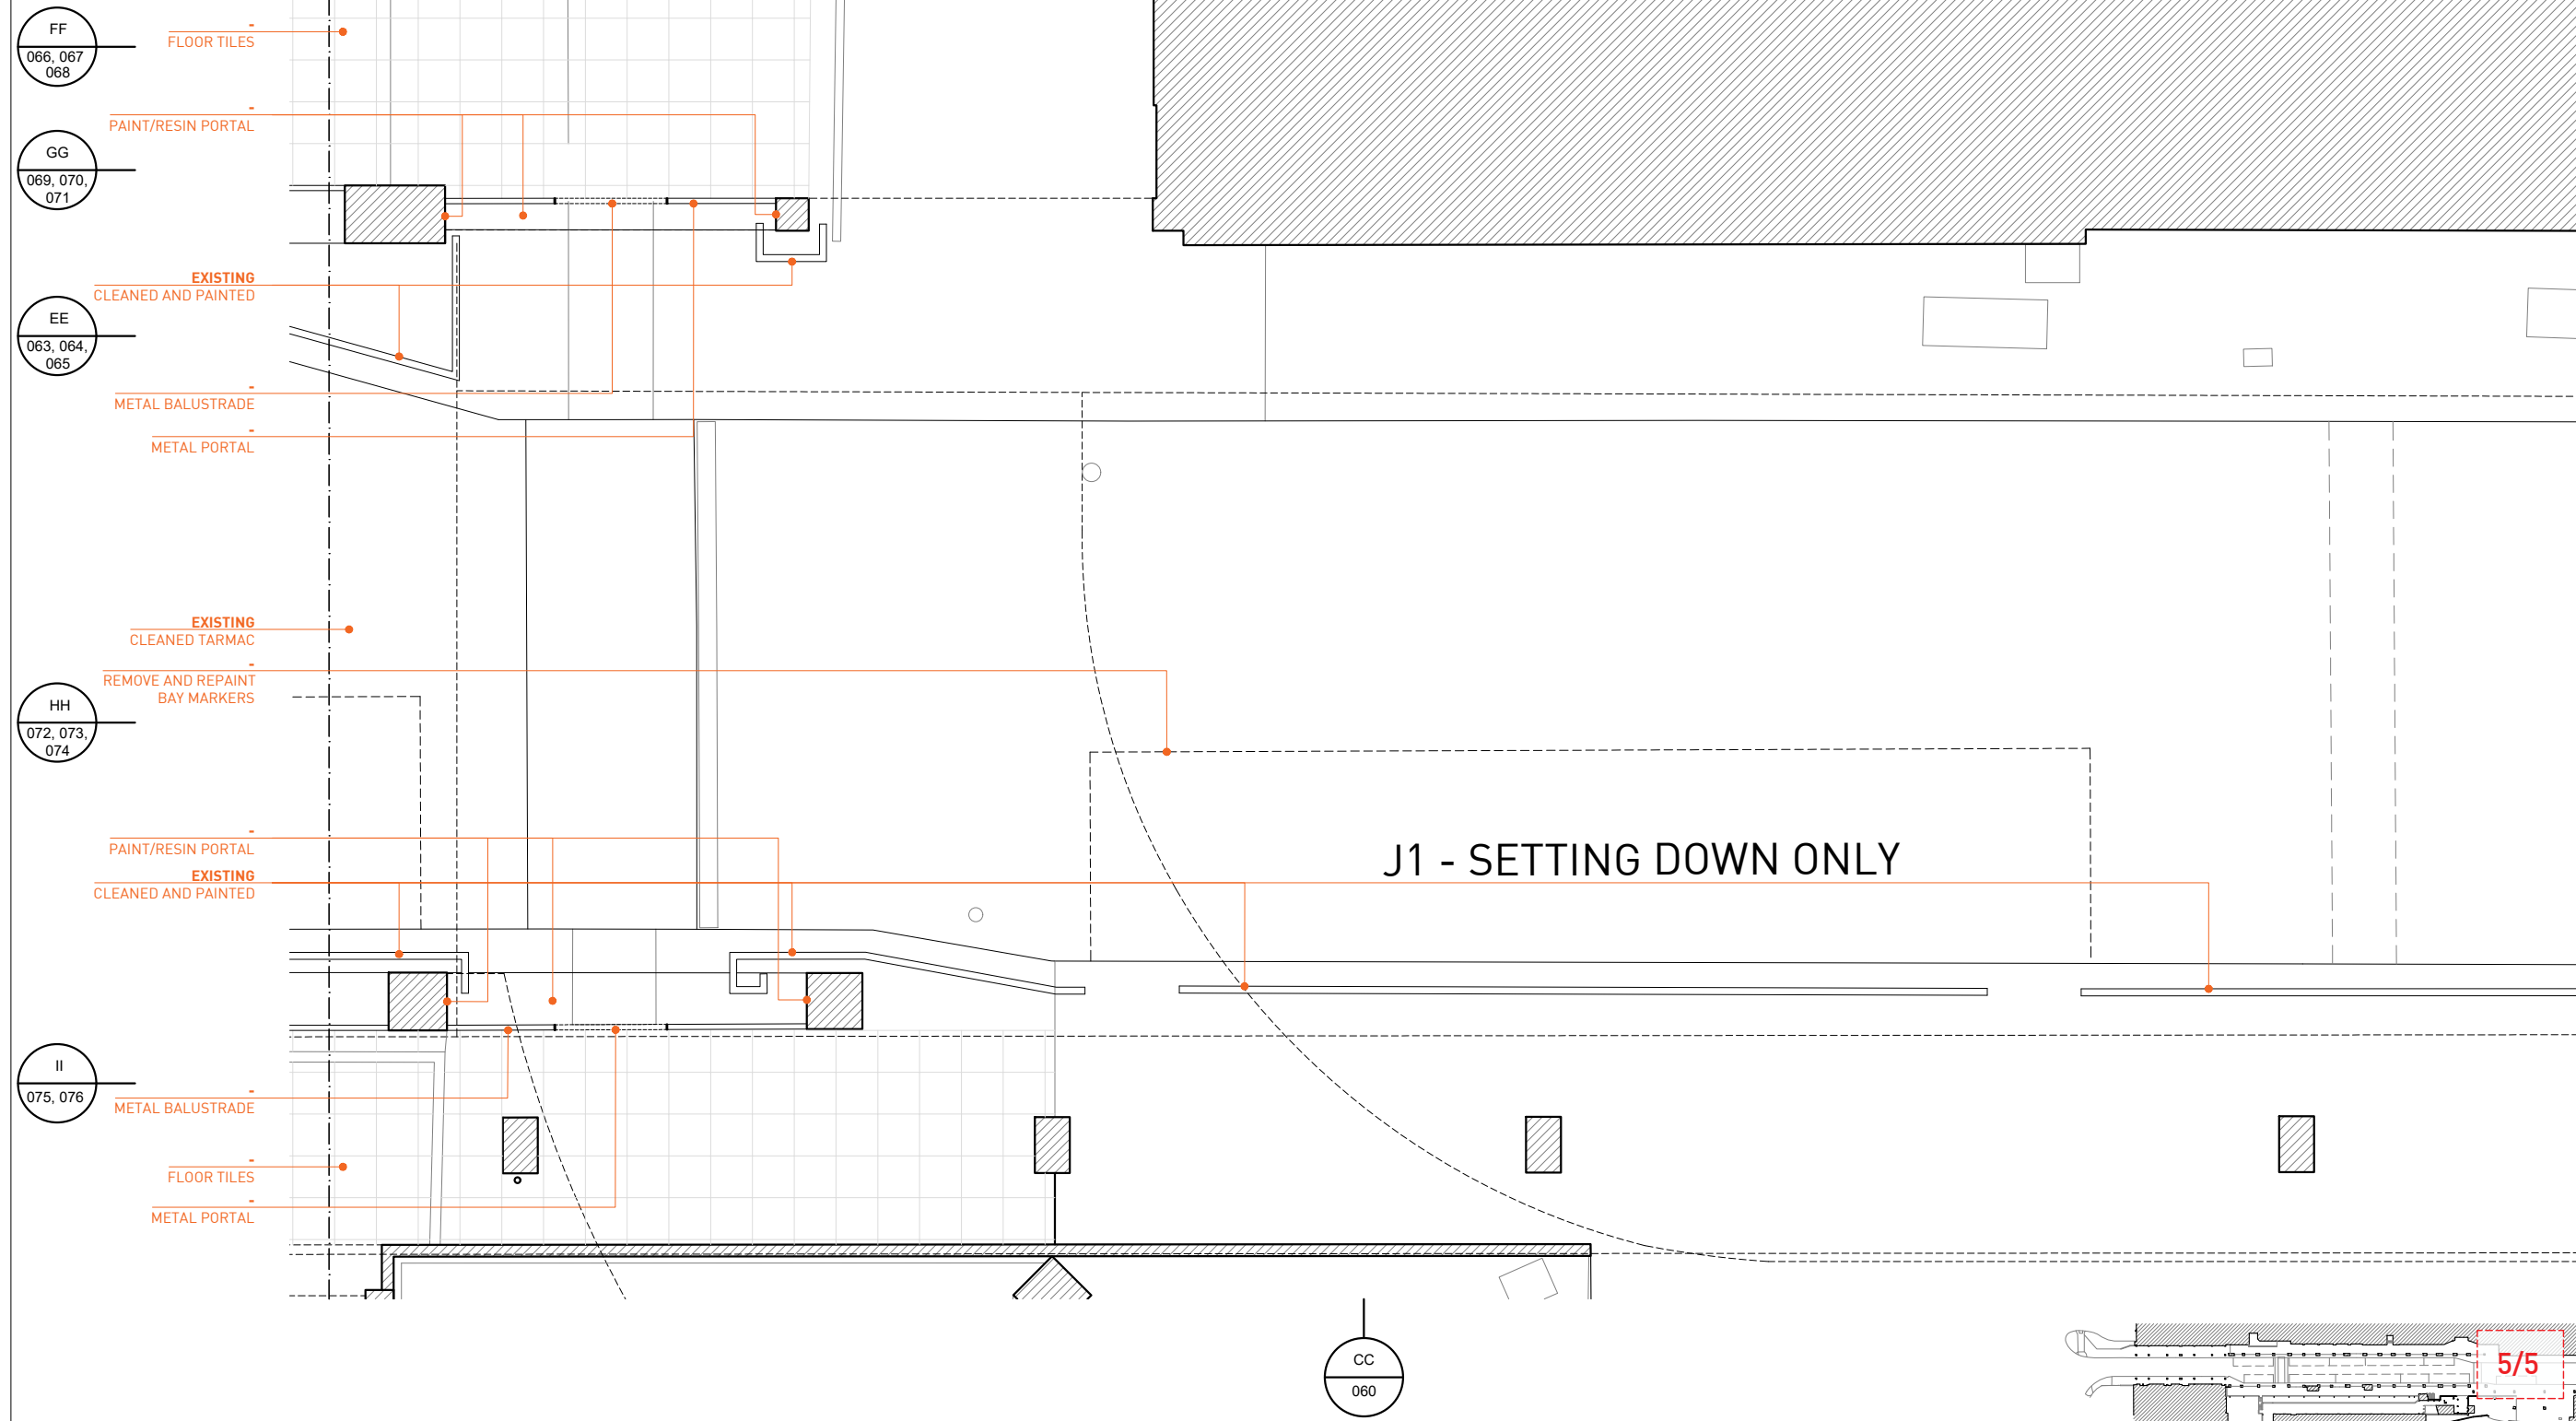 FF
066, 067
068
-
FLOOR TILES
-
PAINT/RESIN PORTAL
GG
069, 070,
071
EXISTING
CLEANED AND PAINTED
EE
063, 064,
065
-
METAL BALUSTRADE
-
METAL PORTAL
EXISTING
CLEANED TARMAC
-
REMOVE AND REPAINT
BAY MARKERS
HH
072, 073,
074
-
PAINT/RESIN PORTAL
J1 - SETTING DOWN ONLY
EXISTING
CLEANED AND PAINTED
II
075, 076
-
METAL BALUSTRADE
-
FLOOR TILES
-
METAL PORTAL
CC
060
5/5